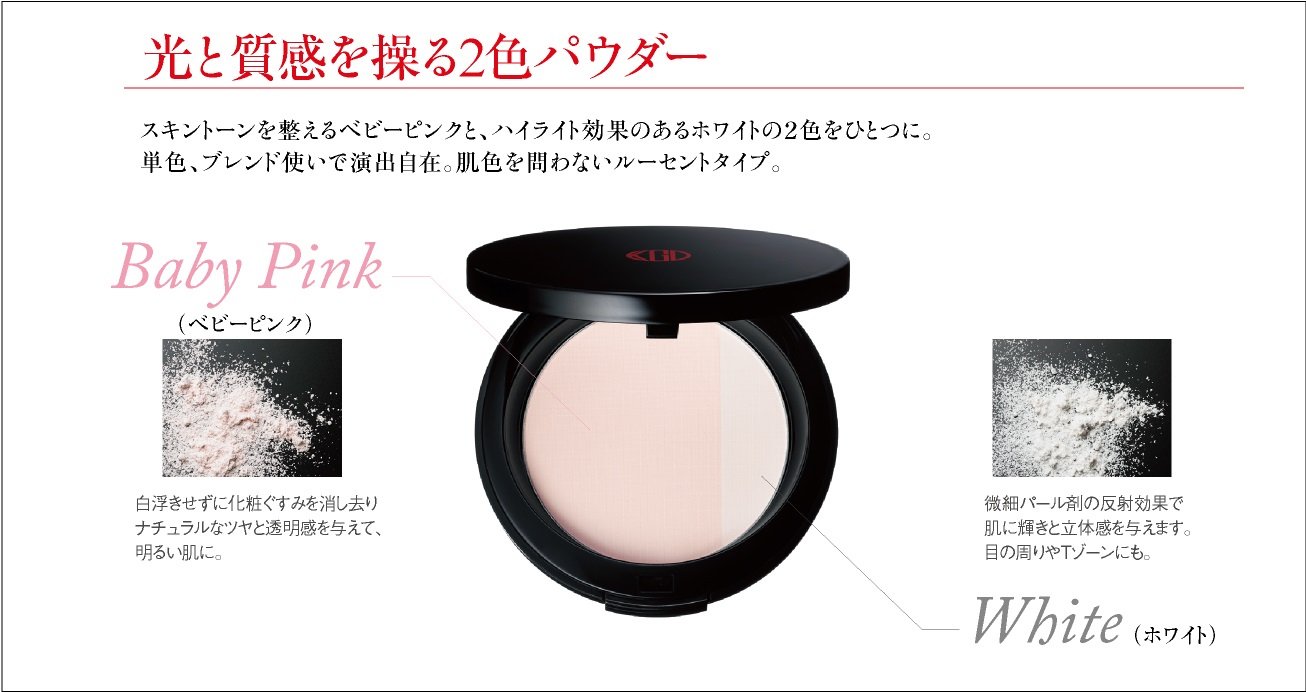 光と質感を操る2色パウダー
スキントーンを整えるベビーピンクと、ハイライト効果のあるホワイトの2色をひとつに。
単色、ブレンド使いで演出自在。肌色を問わないルーセントタイプ。
Baby Pink
(ベビーピンク)
白浮きせずに化粧ぐすみを消し去り
ナチュラルなツヤと透明感を与えて、
明るい肌に。
微細パール剤の反射効果で
肌に輝きと立体感を与えます。
目の周りやTゾーンにも。
White (ホワイト)